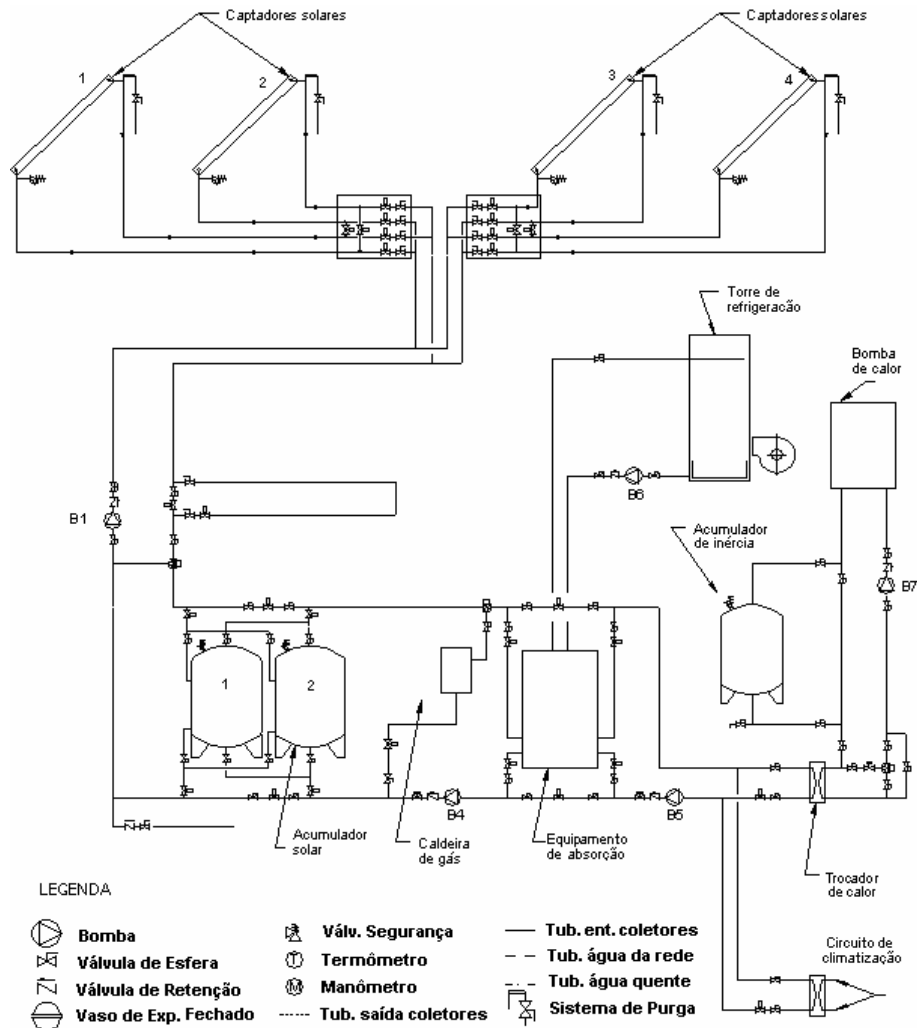 Captadores solares
Captadores solares
1
2
3
4
Torre de
refrigeracão
Bomba
de calor
B1
B6
Acumulador
de inércia
B7
1
2
B4
B5
Acumulador
solar
Caldeira
de gás
Equipamento
de absorção
Trocador
de calor
LEGENDA
Bomba
Válvula de Esfera
Válvula de Retenção
Vaso de Exp. Fechado
Válv. Segurança
T
Termômetro
M
Manômetro
Tub. saída coletores
Tub. ent. coletores
Tub. água da rede
Tub. água quente
Sistema de Purga
Circuito de
climatização